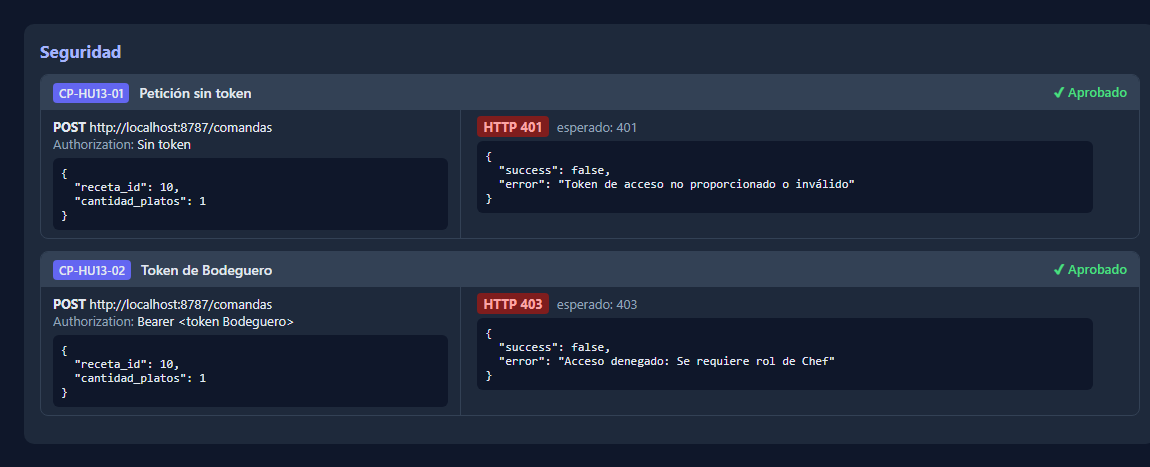 Seguridad
CP-HU13-01 Petición sin token ✓ Aprobado
POST http://localhost:8787/comandas
Authorization: Sin token
{
  "receta_id": 10,
  "cantidad_platos": 1
}
HTTP 401 esperado: 401
{
  "success": false,
  "error": "Token de acceso no proporcionado o inválido"
}
CP-HU13-02 Token de Bodeguero ✓ Aprobado
POST http://localhost:8787/comandas
Authorization: Bearer <token Bodeguero>
{
  "receta_id": 10,
  "cantidad_platos": 1
}
HTTP 403 esperado: 403
{
  "success": false,
  "error": "Acceso denegado: Se requiere rol de Chef"
}